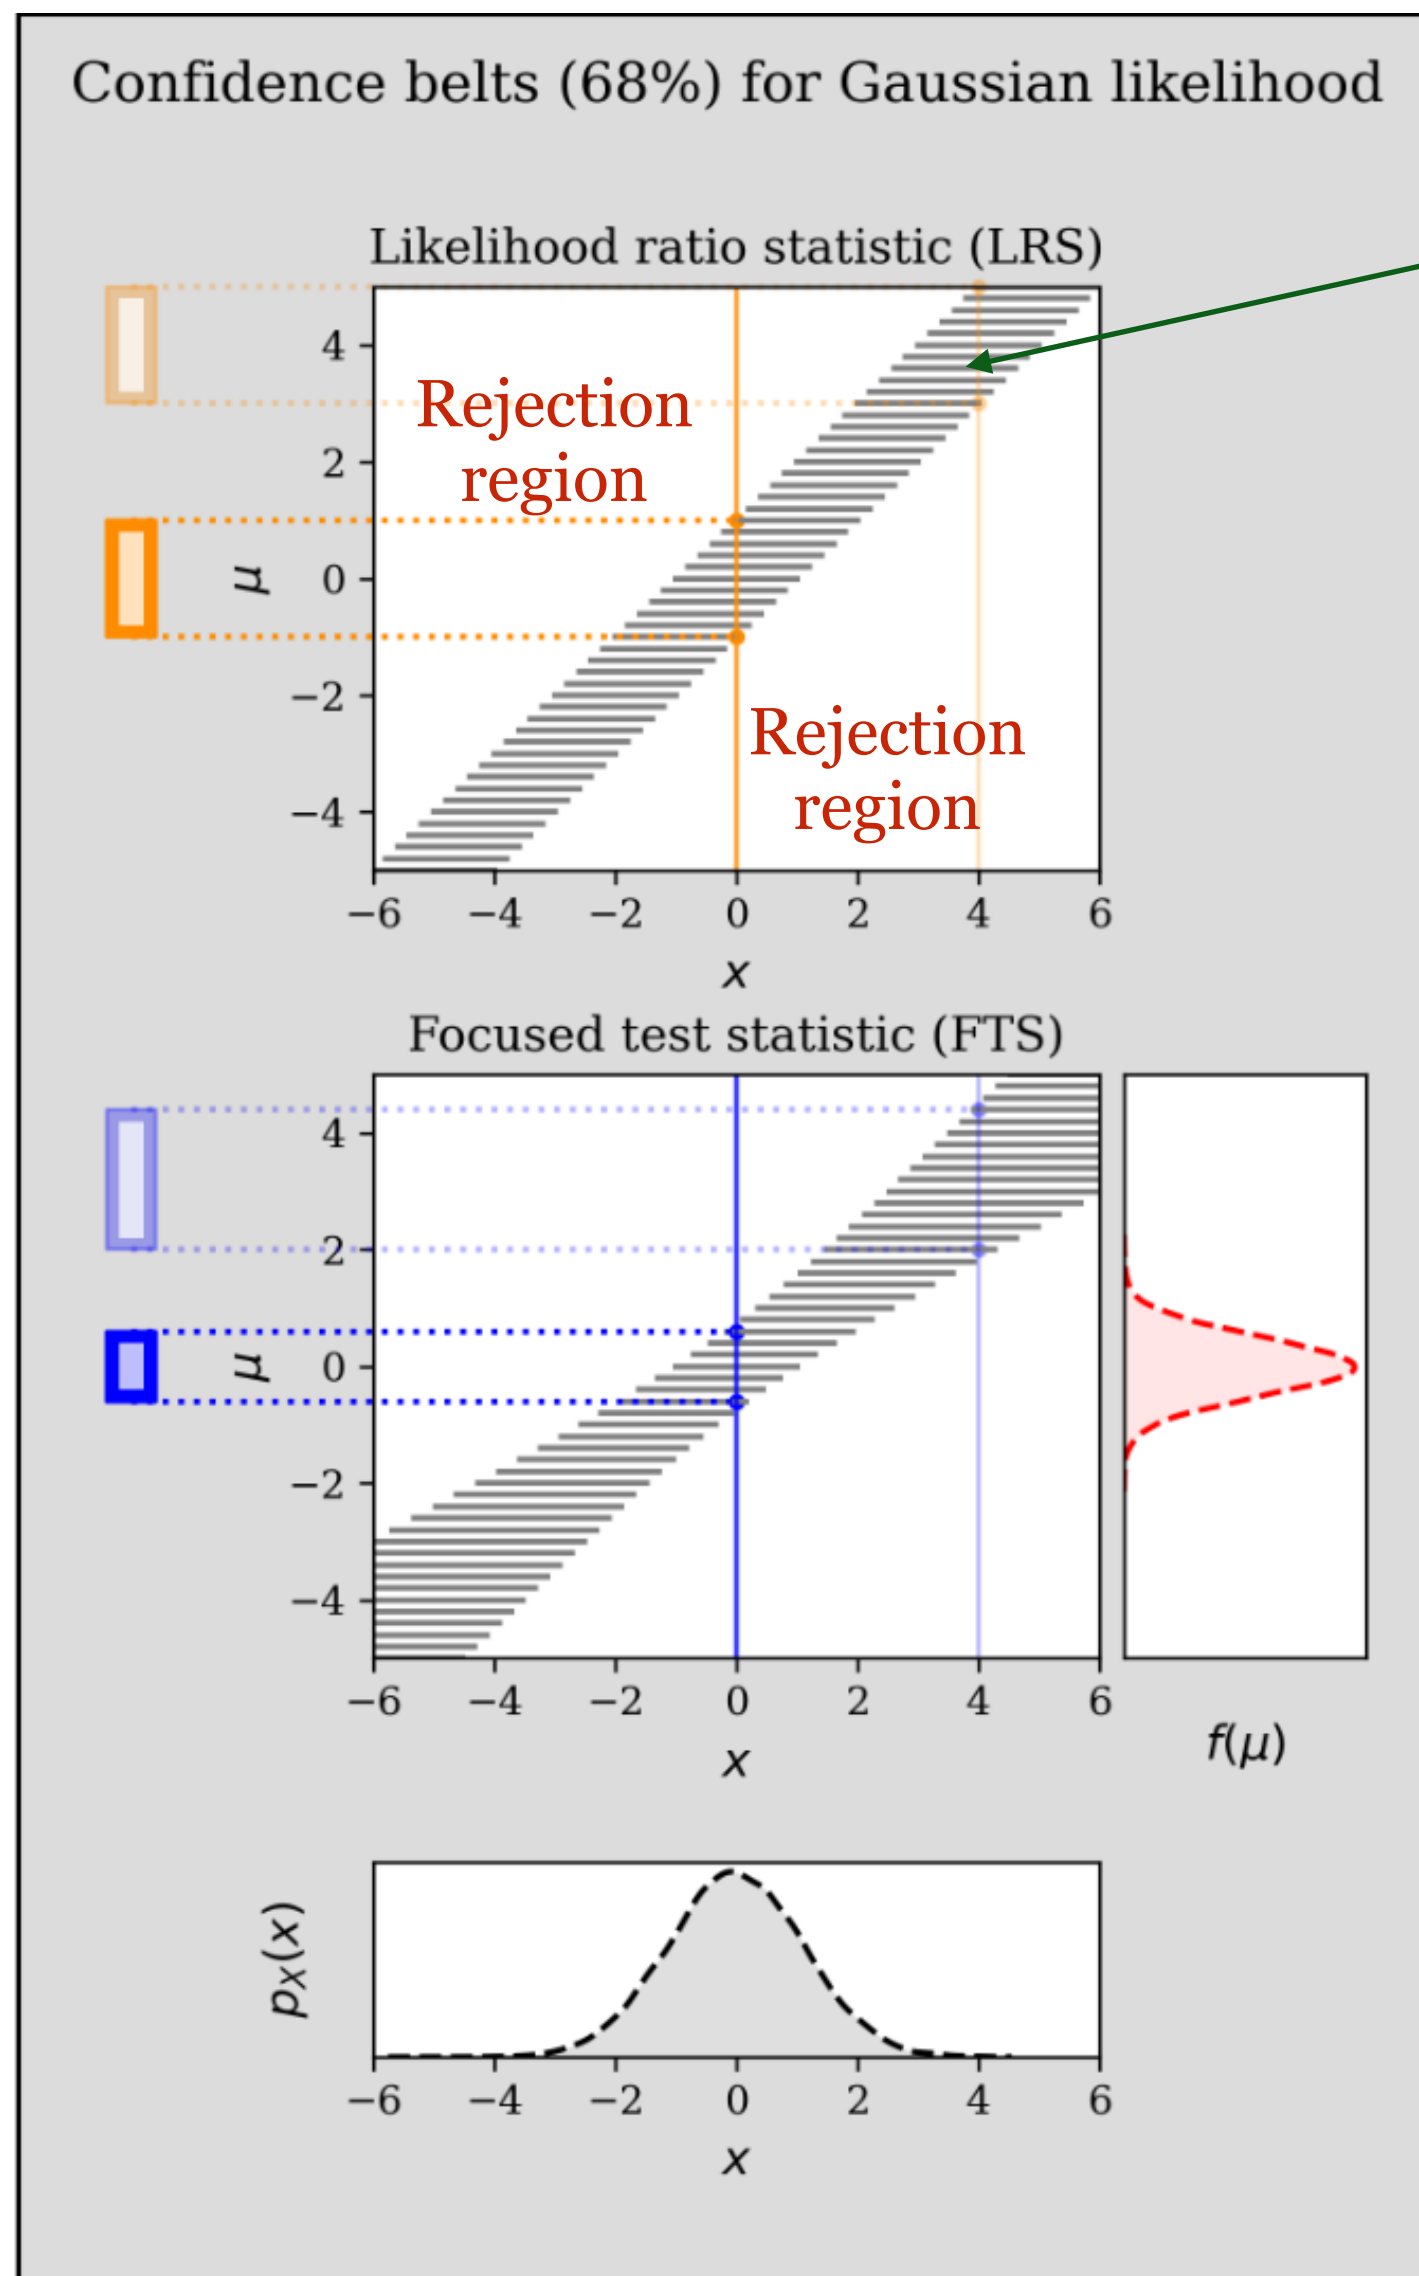 Confidence belts (68%) for Gaussian likelihood
Likelihood ratio statistic (LRS)
4
2
0
−2
−4
μ
Rejection
region
Rejection
region
−6 −4 −2 0 2 4 6
x
Focused test statistic (FTS)
4
2
0
−2
−4
μ
−6 −4 −2 0 2 4 6
x
f(μ)
pX(x)
−6 −4 −2 0 2 4 6
x